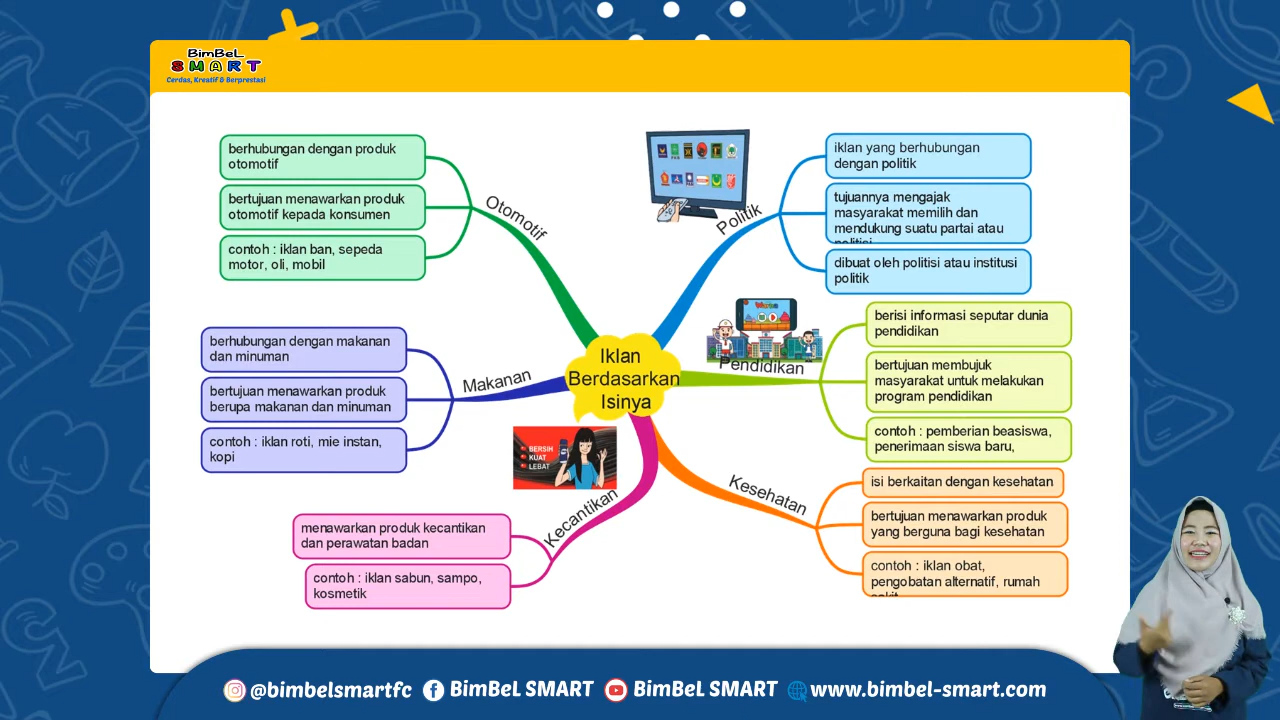 BimBeL
SMART
Cerdas, Kreatif & Berprestasi
berhubungan dengan produk
otomotif
bertujuan menawarkan produk
otomotif kepada konsumen
contoh : iklan ban, sepeda
motor, oli, mobil
Otomotif
Politik
iklan yang berhubungan
dengan politik
tujuannya mengajak
masyarakat memilih dan
mendukung suatu partai atau
politisi
dibuat oleh politisi atau institusi
politik
berhubungan dengan makanan
dan minuman
bertujuan menawarkan produk
berupa makanan dan minuman
contoh : iklan roti, mie instan,
kopi
Makanan
Iklan
Berdasarkan
Isinya
Pendidikan
berisi informasi seputar dunia
pendidikan
bertujuan membujuk
masyarakat untuk melakukan
program pendidikan
contoh : pemberian beasiswa,
penerimaan siswa baru,
BERSIH
KUAT
LEBAT
menawarkan produk kecantikan
dan perawatan badan
contoh : iklan sabun, sampo,
kosmetik
Kecantikan
Kesehatan
isi berkaitan dengan kesehatan
bertujuan menawarkan produk
yang berguna bagi kesehatan
contoh : iklan obat,
pengobatan alternatif, rumah
sakit
@bimbelsmartfc
BimBeL SMART
BimBeL SMART
www.bimbel-smart.com